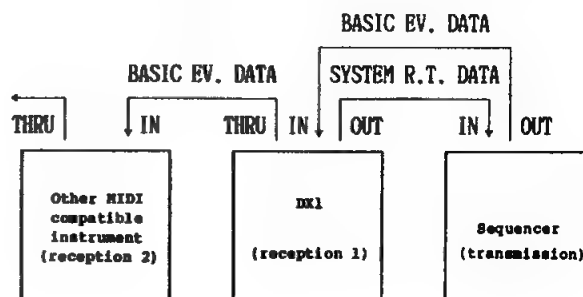 BASIC EV. DATA
BASIC EV. DATA SYSTEM R.T. DATA
THRU IN THRU IN OUT IN OUT
Other MIDI
compatible
instrument
(reception 2)
DX1
(reception 1)
Sequencer
(transmission)